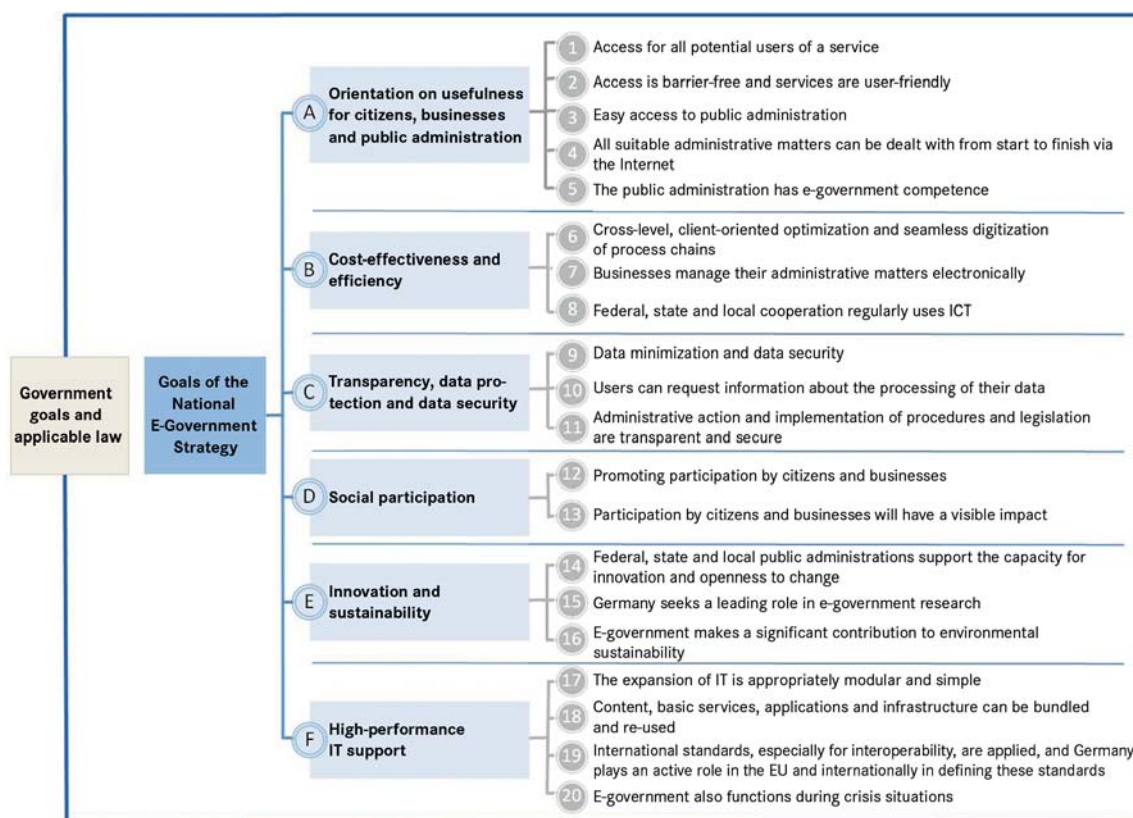 Government
goals and
applicable law
Goals of the
National
E-Government
Strategy
A
Orientation on usefulness
for citizens, businesses
and public administration
1
Access for all potential users of a service
2
Access is barrier-free and services are user-friendly
3
Easy access to public administration
4
All suitable administrative matters can be dealt with from start to finish via
the Internet
5
The public administration has e-government competence
B
Cost-effectiveness and
efficiency
6
Cross-level, client-oriented optimization and seamless digitization
of process chains
7
Businesses manage their administrative matters electronically
8
Federal, state and local cooperation regularly uses ICT
C
Transparency, data pro-
tection and data security
9
Data minimization and data security
10
Users can request information about the processing of their data
11
Administrative action and implementation of procedures and legislation
are transparent and secure
D
Social participation
12
Promoting participation by citizens and businesses
13
Participation by citizens and businesses will have a visible impact
E
Innovation and
sustainability
14
Federal, state and local public administrations support the capacity for
innovation and openness to change
15
Germany seeks a leading role in e-government research
16
E-government makes a significant contribution to environmental
sustainability
F
High-performance
IT support
17
The expansion of IT is appropriately modular and simple
18
Content, basic services, applications and infrastructure can be bundled
and re-used
19
International standards, especially for interoperability, are applied, and Germany
plays an active role in the EU and internationally in defining these standards
20
E-government also functions during crisis situations